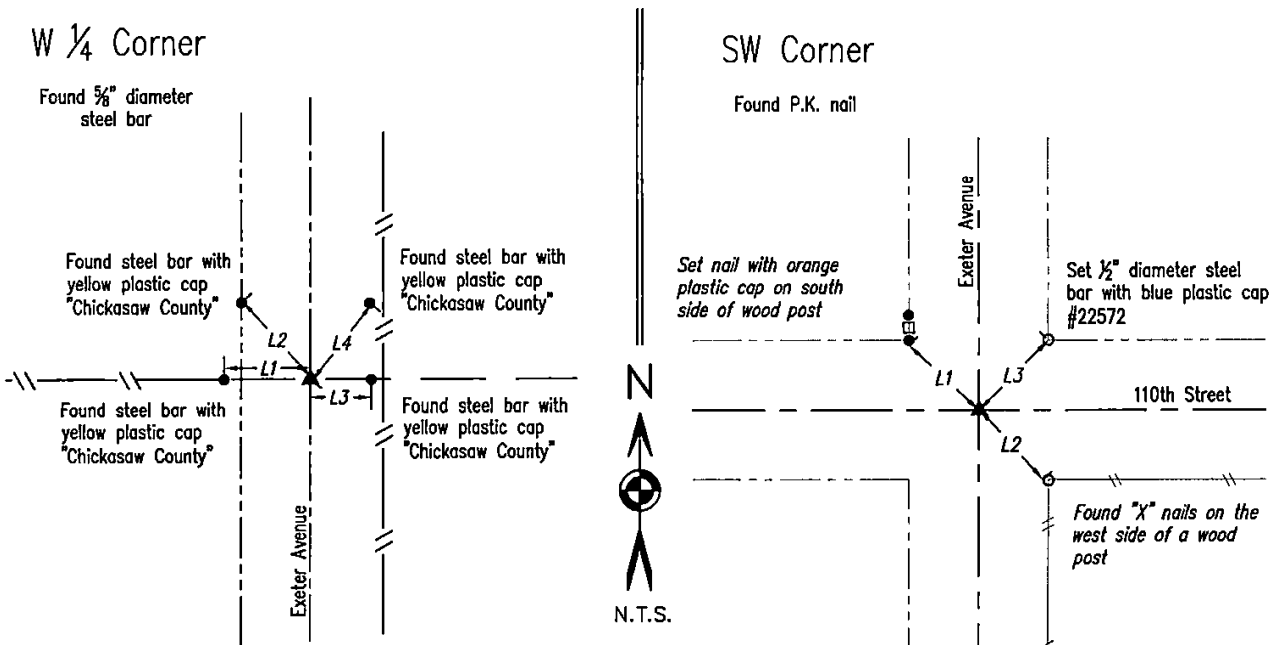 W ¼ Corner
Found ⅝" diameter
steel bar
Found steel bar with
yellow plastic cap
"Chickasaw County"
Found steel bar with
yellow plastic cap
"Chickasaw County"
L2
L4
L1
L3
Found steel bar with
yellow plastic cap
"Chickasaw County"
Found steel bar with
yellow plastic cap
"Chickasaw County"
Exeter Avenue
N
N.T.S.
SW Corner
Found P.K. nail
Exeter Avenue
Set nail with orange
plastic cap on south
side of wood post
Set ½" diameter steel
bar with blue plastic cap
#22572
L1
L3
110th Street
L2
Found "X" nails on the
west side of a wood
post